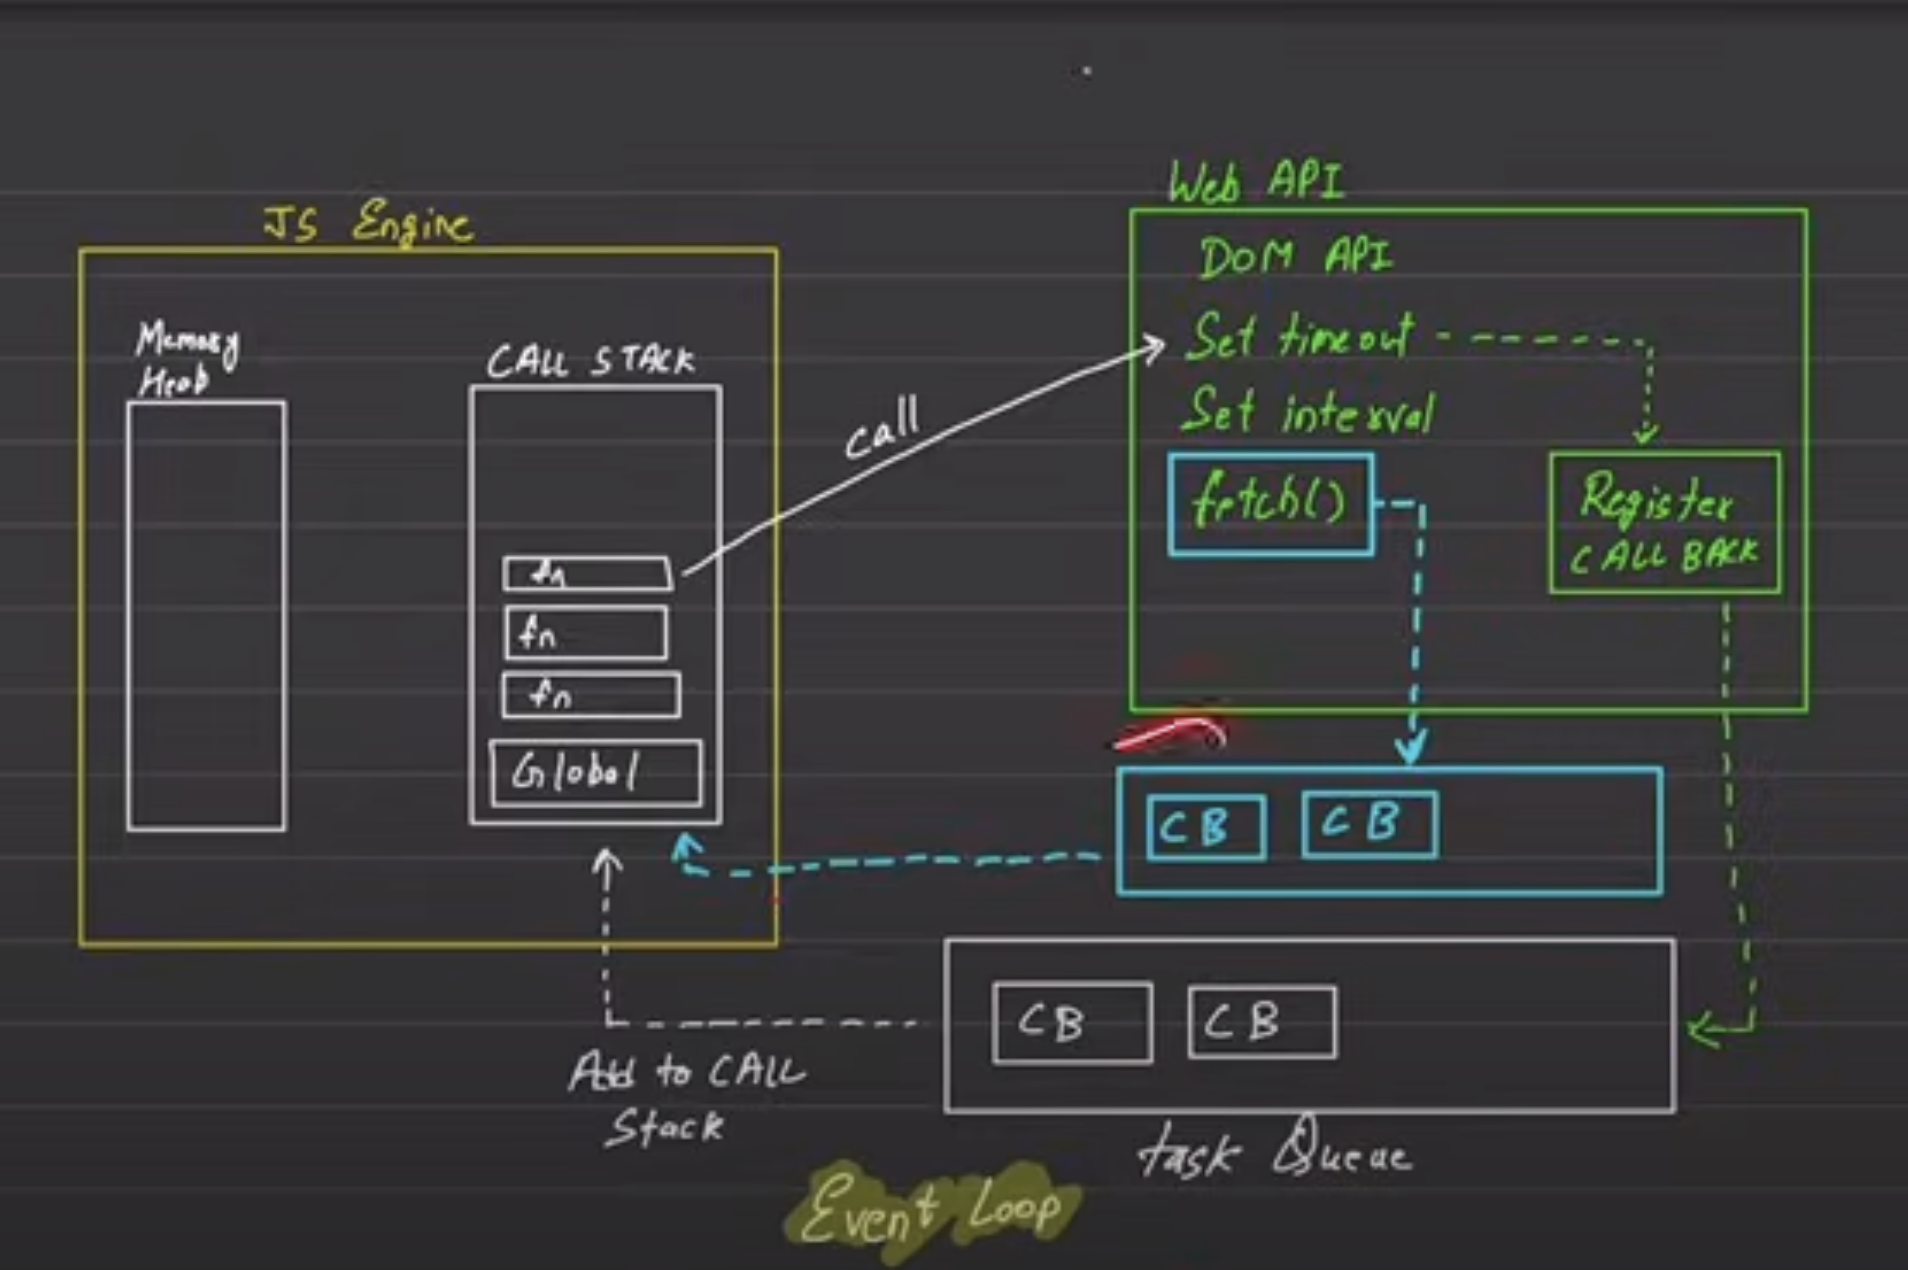 Web API
JS Engine
DOM API
Memory
Heap
CALL STACK
Set timeout
call
Set interval
fetch()
Register
CALL BACK
fn
fn
fn
Global
CB
CB
CB
CB
Add to CALL
Stack
task Queue
Event Loop